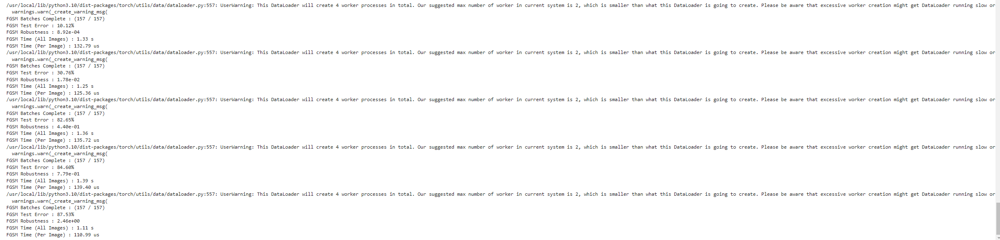 /usr/local/lib/python3.10/dist-packages/torch/utils/data/dataloader.py:557: UserWarning: This DataLoader will create 4 worker processes in total. Our suggested max number of worker in current system is 2, which is smaller than what this DataLoader is going to create. Please be aware that excessive worker creation might get DataLoader running slow or
warnings.warn(_create_warning_msg(
FGSM Batches Complete : (157 / 157)
FGSM Test Error : 10.12%
FGSM Robustness : 8.92e-04
FGSM Time (All Images) : 1.33 s
FGSM Time (Per Image) : 132.79 us
/usr/local/lib/python3.10/dist-packages/torch/utils/data/dataloader.py:557: UserWarning: This DataLoader will create 4 worker processes in total. Our suggested max number of worker in current system is 2, which is smaller than what this DataLoader is going to create. Please be aware that excessive worker creation might get DataLoader running slow or
warnings.warn(_create_warning_msg(
FGSM Batches Complete : (157 / 157)
FGSM Test Error : 30.76%
FGSM Robustness : 1.78e-02
FGSM Time (All Images) : 1.25 s
FGSM Time (Per Image) : 125.36 us
/usr/local/lib/python3.10/dist-packages/torch/utils/data/dataloader.py:557: UserWarning: This DataLoader will create 4 worker processes in total. Our suggested max number of worker in current system is 2, which is smaller than what this DataLoader is going to create. Please be aware that excessive worker creation might get DataLoader running slow or
warnings.warn(_create_warning_msg(
FGSM Batches Complete : (157 / 157)
FGSM Test Error : 82.65%
FGSM Robustness : 4.40e-01
FGSM Time (All Images) : 1.36 s
FGSM Time (Per Image) : 135.72 us
/usr/local/lib/python3.10/dist-packages/torch/utils/data/dataloader.py:557: UserWarning: This DataLoader will create 4 worker processes in total. Our suggested max number of worker in current system is 2, which is smaller than what this DataLoader is going to create. Please be aware that excessive worker creation might get DataLoader running slow or
warnings.warn(_create_warning_msg(
FGSM Batches Complete : (157 / 157)
FGSM Test Error : 84.60%
FGSM Robustness : 7.79e-01
FGSM Time (All Images) : 1.39 s
FGSM Time (Per Image) : 139.40 us
/usr/local/lib/python3.10/dist-packages/torch/utils/data/dataloader.py:557: UserWarning: This DataLoader will create 4 worker processes in total. Our suggested max number of worker in current system is 2, which is smaller than what this DataLoader is going to create. Please be aware that excessive worker creation might get DataLoader running slow or
warnings.warn(_create_warning_msg(
FGSM Batches Complete : (157 / 157)
FGSM Test Error : 87.53%
FGSM Robustness : 2.46e+00
FGSM Time (All Images) : 1.11 s
FGSM Time (Per Image) : 110.99 us